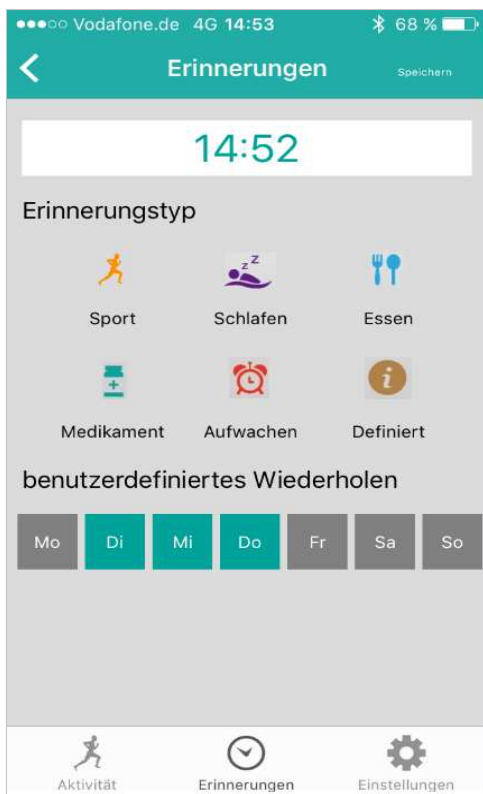 Vodafone.de 4G 14:53 68 %
Erinnerungen Speichern
14:52
Erinnerungstyp
z Z
Sport Schlafen Essen
i
Medikament Aufwachen Definiert
benutzerdefiniertes Wiederholen
Mo Di Mi Do Fr Sa So
Aktivität Erinnerungen Einstellungen